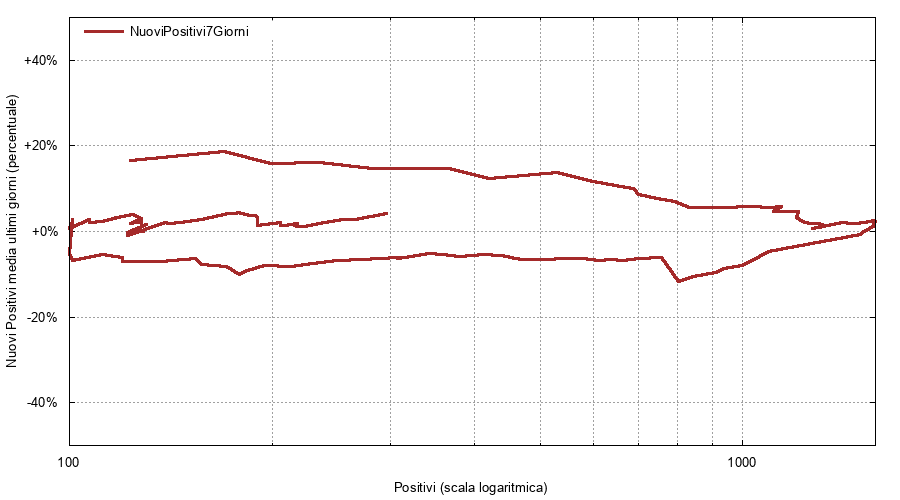 NuoviPositivi7Giorni
+40%
+20%
+0%
-20%
-40%
Nuovi Positivi media ultimi giorni (percentuale)
100
1000
Positivi (scala logaritmica)